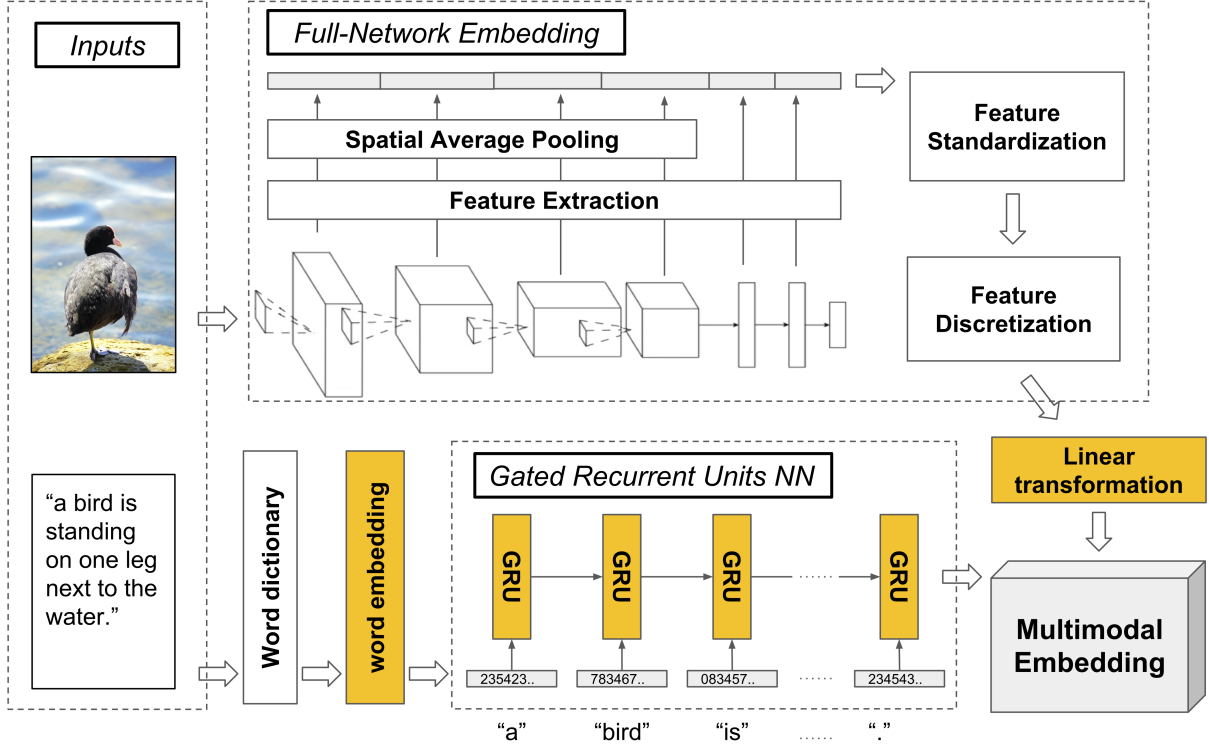 Inputs
Full-Network Embedding
Spatial Average Pooling
Feature Extraction
Feature
Standardization
Feature
Discretization
Linear
transformation
“a bird is
standing
on one leg
next to the
water.”
Word dictionary
word embedding
Gated Recurrent Units NN
GRU
GRU
GRU
......
GRU
235423..
783467..
083457..
......
234543..
“a”
“bird”
“is”
......
“.”
Multimodal
Embedding